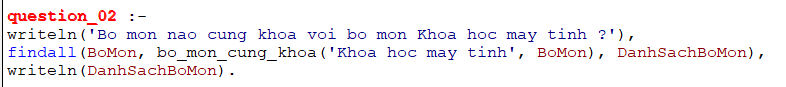 question_02 :-
writeln('Bo mon nao cung khoa voi bo mon Khoa hoc may tinh ?'),
findall(BoMon, bo_mon_cung_khoa('Khoa hoc may tinh', BoMon), DanhSachBoMon),
writeln(DanhSachBoMon).